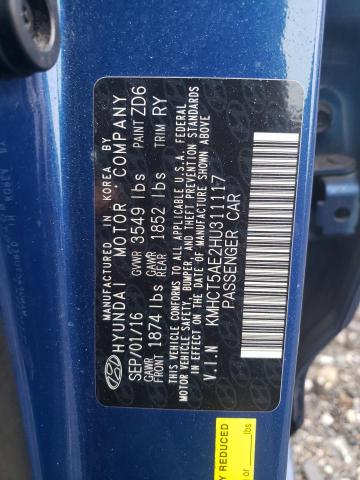 MANUFACTURED IN KOREA BY
HYUNDAI MOTOR COMPANY
SEP/01/16 GVWR 3549 lbs PAINT ZD6
GAWR FRONT 1874 lbs GAWR REAR 1852 lbs TRIM RY
THIS VEHICLE CONFORMS TO ALL APPLICABLE U.S.A. FEDERAL
MOTOR VEHICLE SAFETY, BUMPER, AND THEFT PREVENTION STANDARDS
IN EFFECT ON THE DATE OF MANUFACTURE SHOWN ABOVE
V.I.N KMHCT5AE2HU311117
PASSENGER CAR
Y REDUCED
or lbs